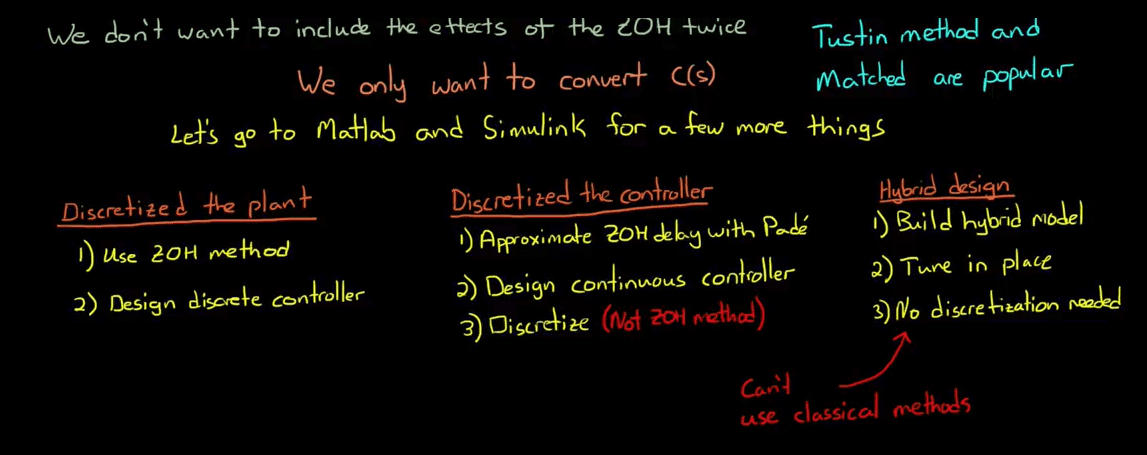 We don't want to include the effects of the ZOH twice
Tustin method and
Matched are popular
We only want to convert C(s)
Let's go to Matlab and Simulink for a few more things
Discretized the plant
1) Use ZOH method
2) Design discrete controller
Discretized the controller
1) Approximate ZOH delay with Padé
2) Design continuous controller
3) Discretize (Not ZOH method)
Hybrid design
1) Build hybrid model
2) Tune in place
3) No discretization needed
Can't
use classical methods